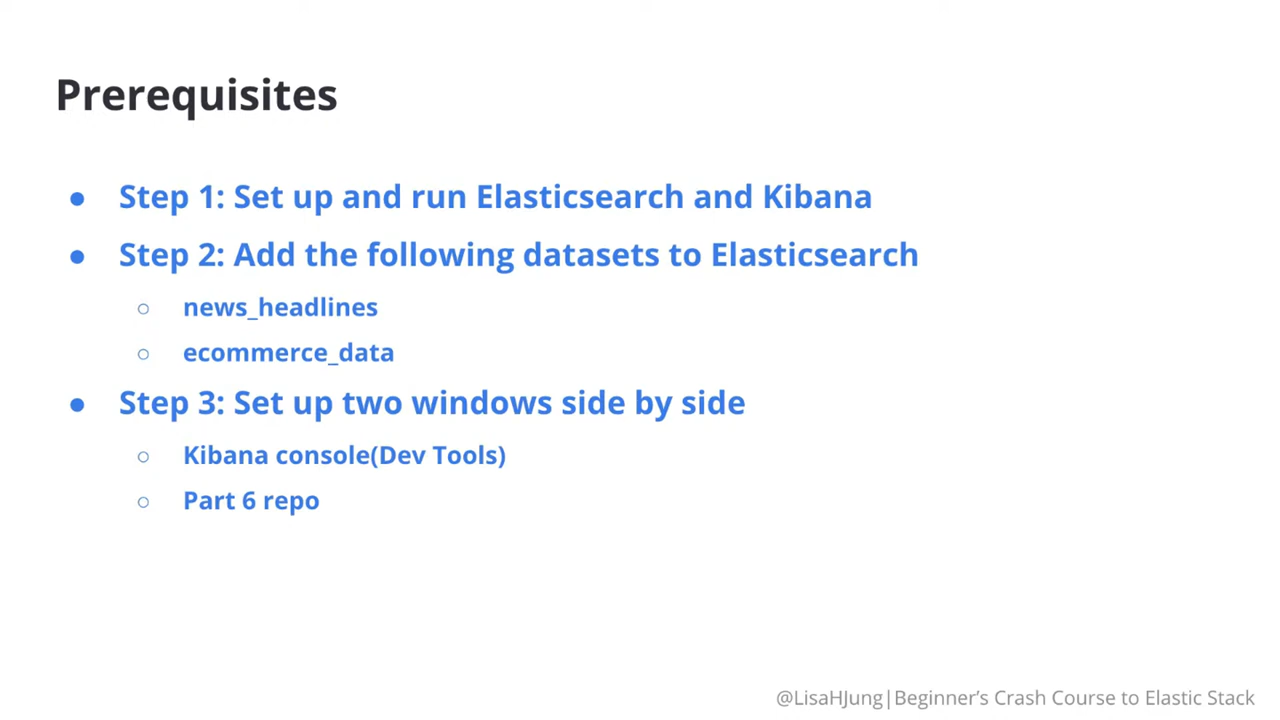 Prerequisites
● Step 1: Set up and run Elasticsearch and Kibana
● Step 2: Add the following datasets to Elasticsearch
○ news_headlines
○ ecommerce_data
● Step 3: Set up two windows side by side
○ Kibana console(Dev Tools)
○ Part 6 repo
@LisaHJung|Beginner’s Crash Course to Elastic Stack